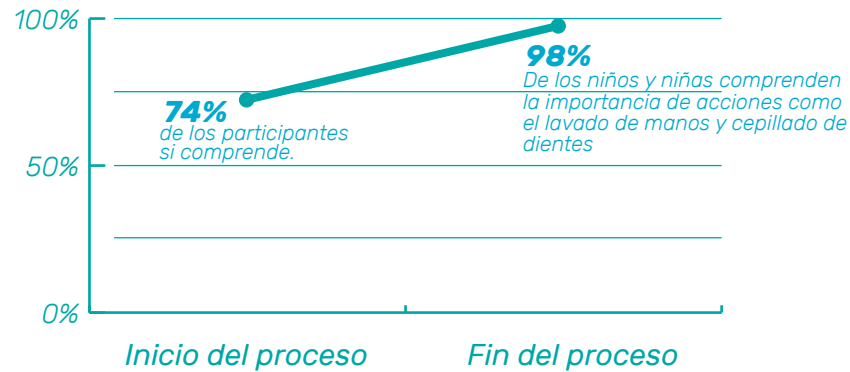 100%
98%
De los niños y niñas comprenden
la importancia de acciones como
el lavado de manos y cepillado de
dientes
74%
de los participantes
si comprende.
50%
0%
Inicio del proceso
Fin del proceso